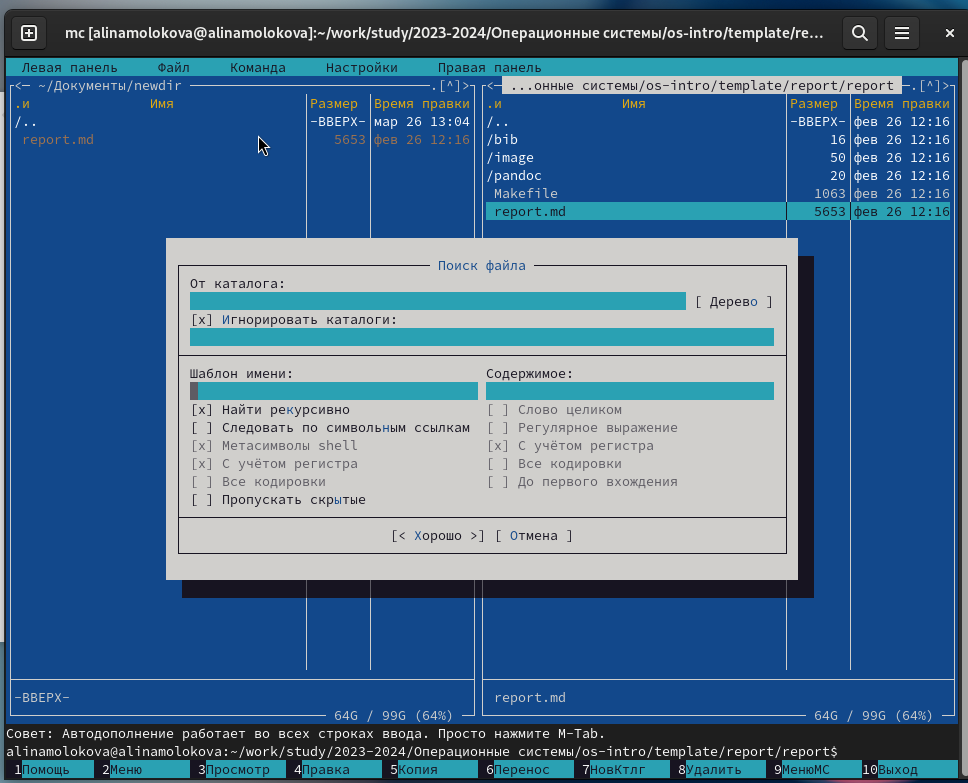 mc [alinamolokova@alinamolokova]:~/work/study/2023-2024/Операционные системы/os-intro/template/re...
Левая панель Файл Команда Настройки Правая панель
<— ~/Документы/newdir .[^]> <— ...онные системы/os-intro/template/report/report .[^]>
.и Имя Размер Время правки .и Имя Размер Время правки
/.. -ВВЕРХ- мар 26 13:04 /.. -ВВЕРХ- фев 26 12:16
report.md 5653 фев 26 12:16 /bib 16 фев 26 12:16
/image 50 фев 26 12:16
/pandoc 20 фев 26 12:16
Makefile 1063 фев 26 12:16
report.md 5653 фев 26 12:16
Поиск файла
От каталога:
[ Дерево ]
[x] Игнорировать каталоги:
Шаблон имени: Содержимое:
[x] Найти рекурсивно [ ] Слово целиком
[ ] Следовать по символьным ссылкам [ ] Регулярное выражение
[x] Метасимволы shell [x] С учётом регистра
[x] С учётом регистра [ ] Все кодировки
[ ] Все кодировки [ ] До первого вхождения
[ ] Пропускать скрытые
[< Хорошо >] [ Отмена ]
-ВВЕРХ- report.md
64G / 99G (64%) 64G / 99G (64%)
Совет: Автодополнение работает во всех строках ввода. Просто нажмите M-Tab.
alinamolokova@alinamolokova:~/work/study/2023-2024/Операционные системы/os-intro/template/report/report$
1Помощь 2Меню 3Просмотр 4Правка 5Копия 6Перенос 7НовКтлг 8Удалить 9МенюМС 10Выход